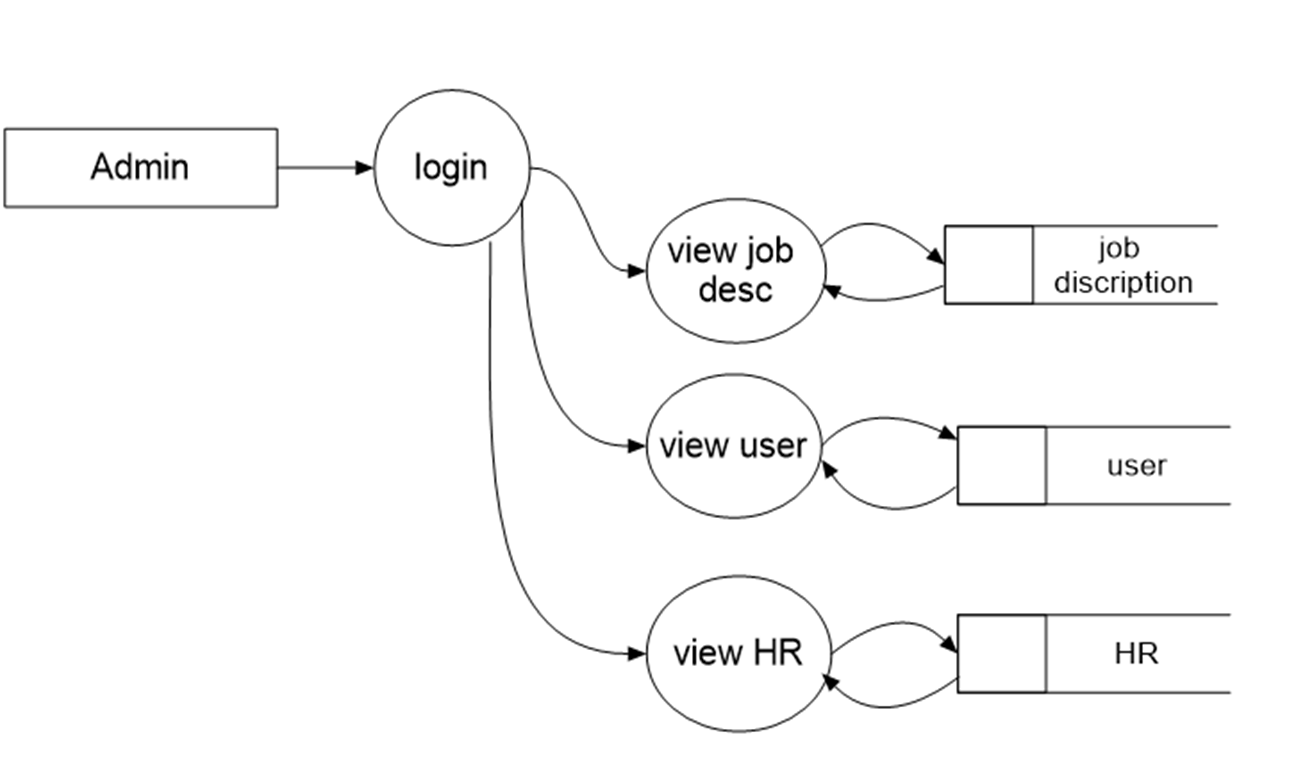 Admin
login
view job
desc
job
discription
view user
user
view HR
HR